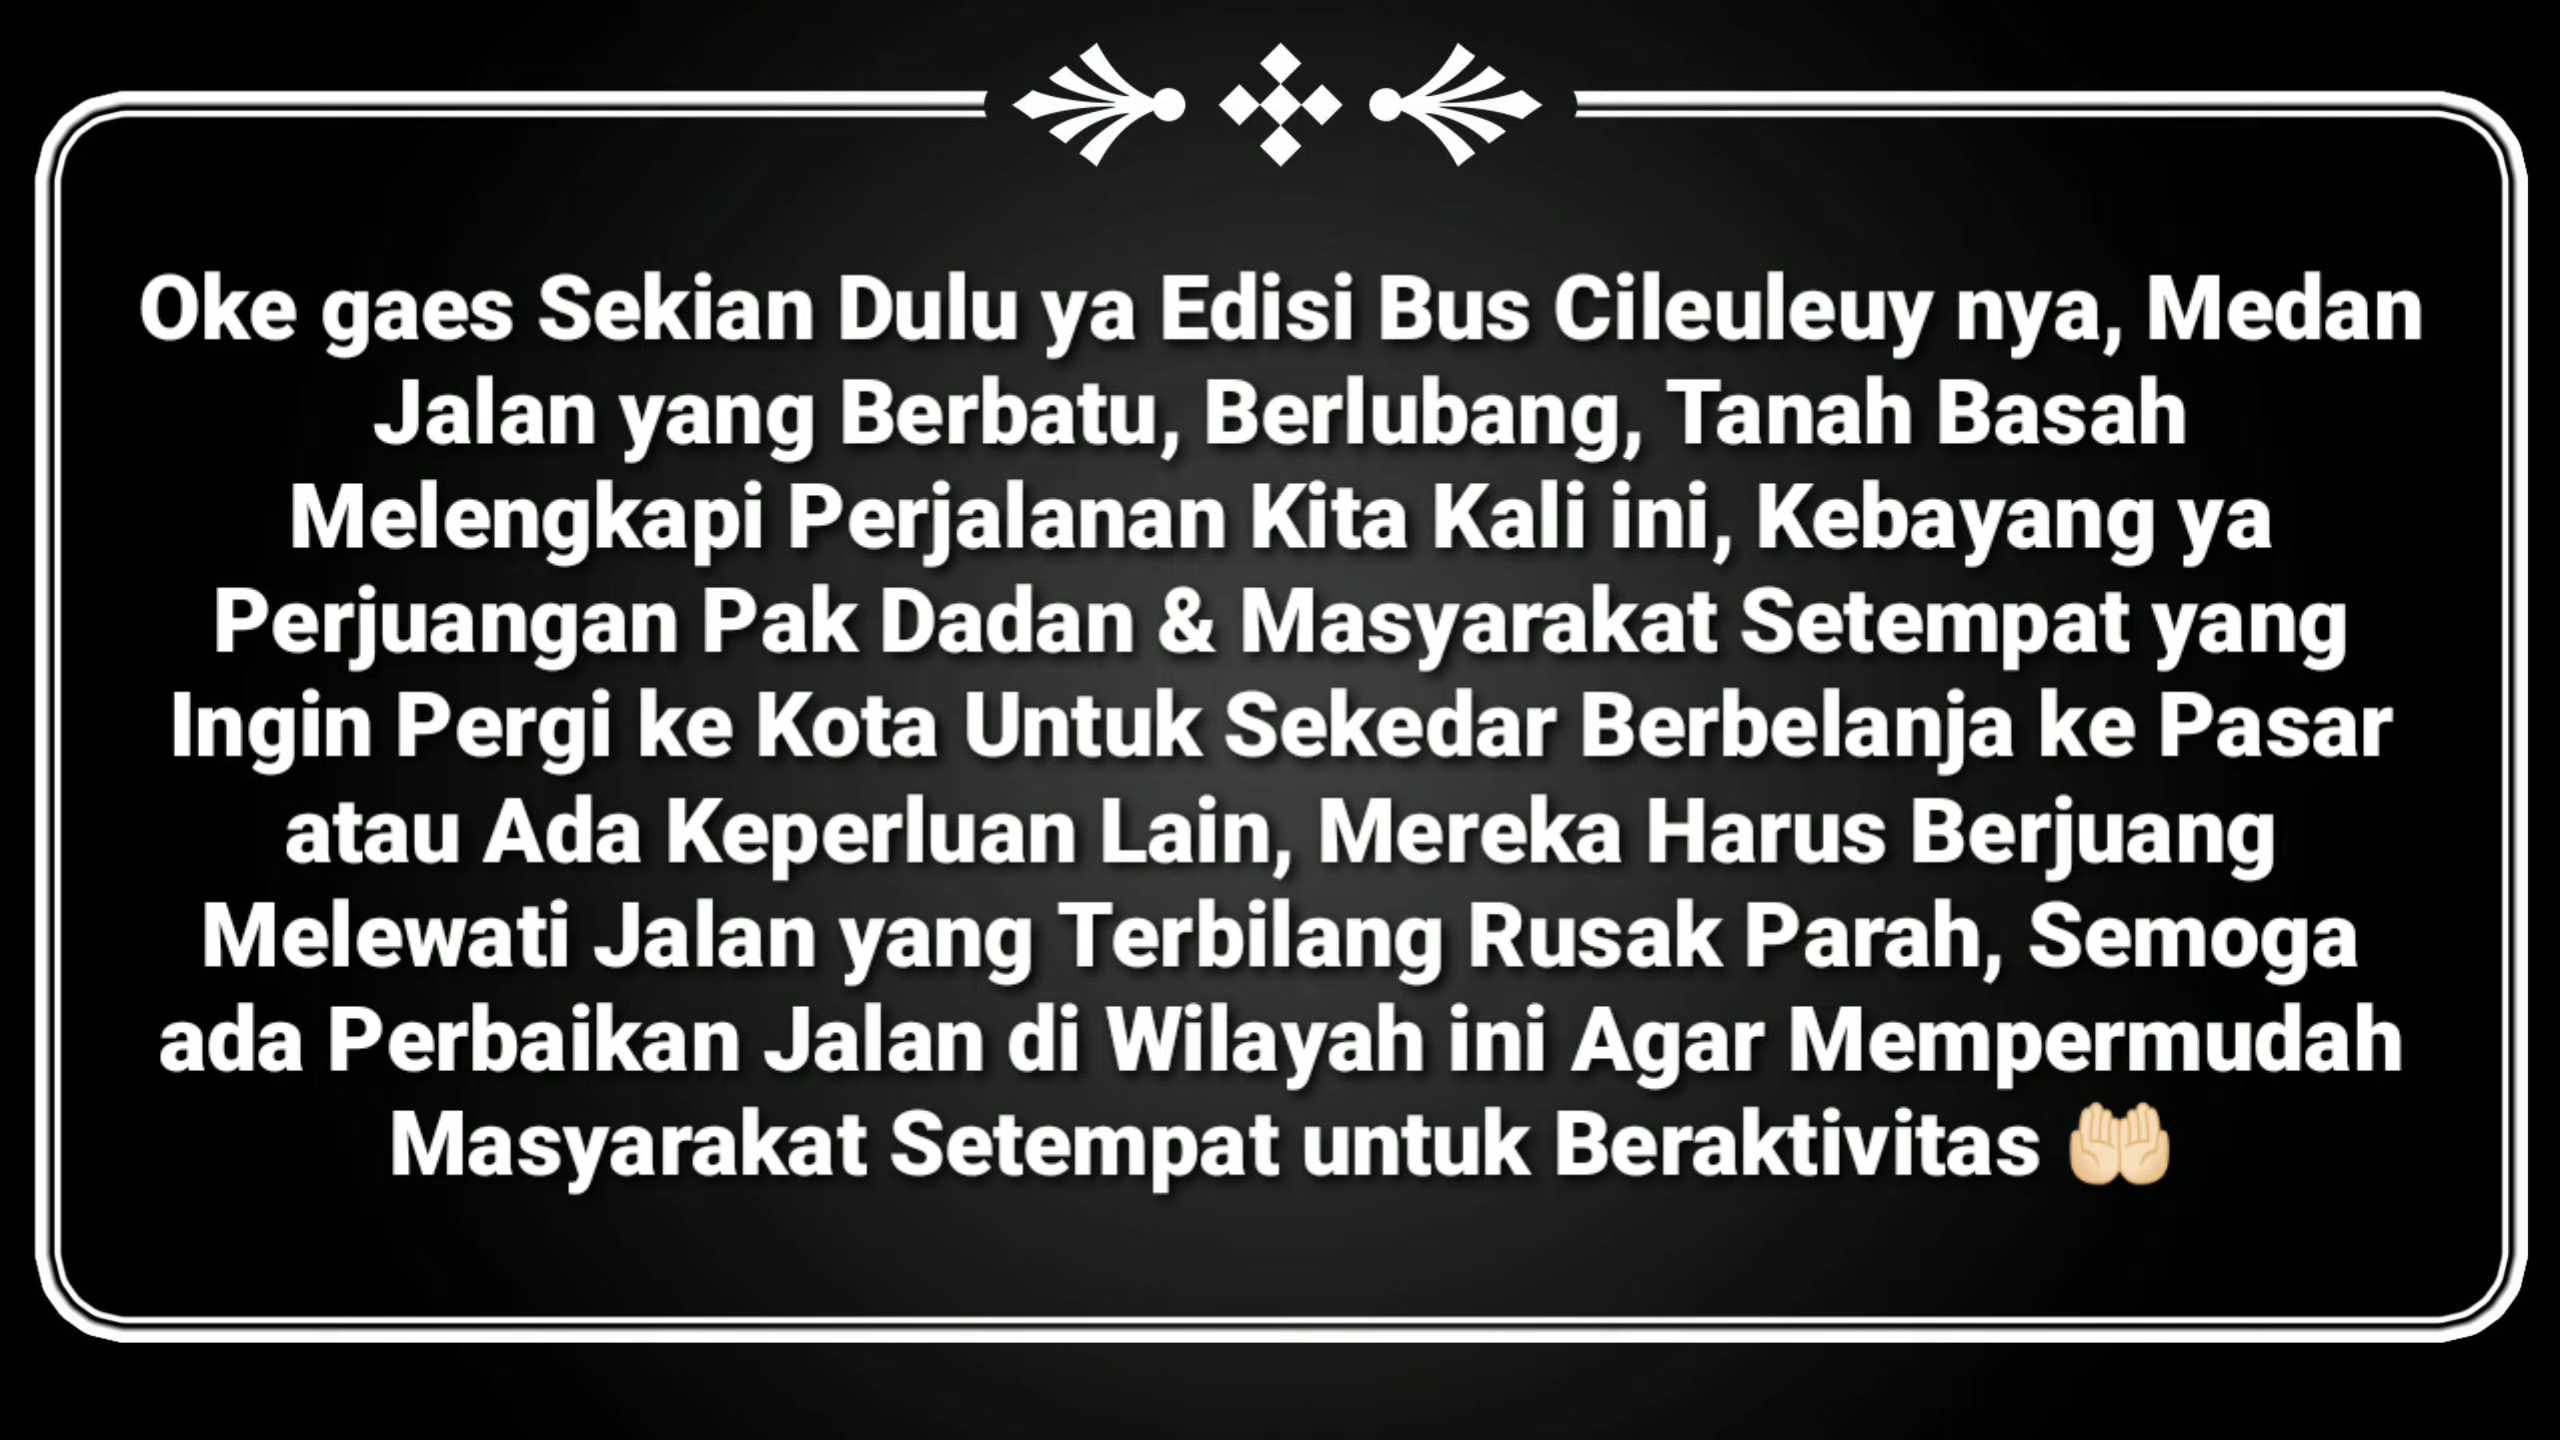 Oke gaes Sekian Dulu ya Edisi Bus Cileuleuy nya, Medan
Jalan yang Berbatu, Berlubang, Tanah Basah
Melengkapi Perjalanan Kita Kali ini, Kebayang ya
Perjuangan Pak Dadan & Masyarakat Setempat yang
Ingin Pergi ke Kota Untuk Sekedar Berbelanja ke Pasar
atau Ada Keperluan Lain, Mereka Harus Berjuang
Melewati Jalan yang Terbilang Rusak Parah, Semoga
ada Perbaikan Jalan di Wilayah ini Agar Mempermudah
Masyarakat Setempat untuk Beraktivitas 🤲🏻